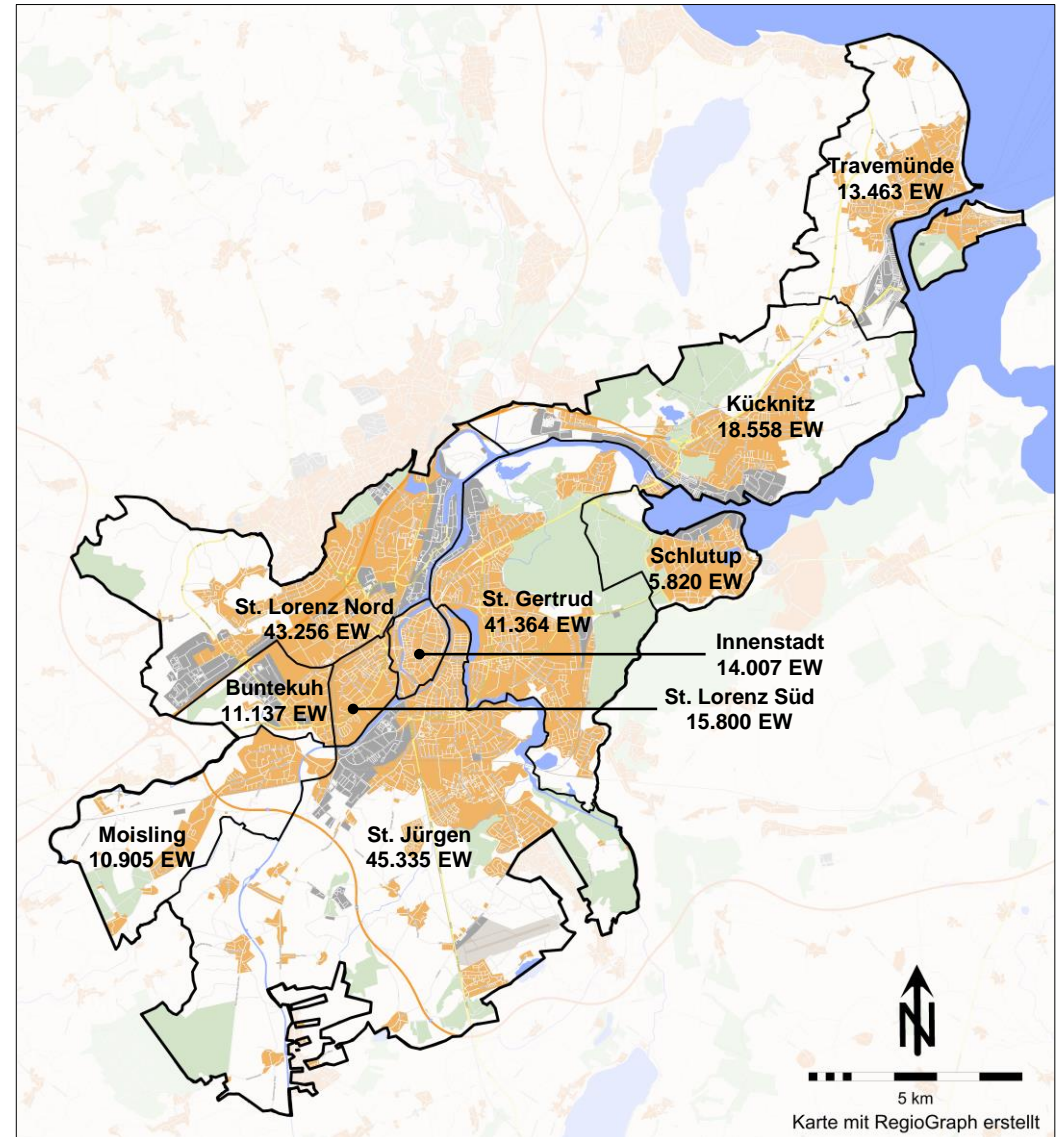 Travemünde
13.463 EW
Kücknitz
18.558 EW
Schlutup
5.820 EW
St. Lorenz Nord
43.256 EW
St. Gertrud
41.364 EW
Innenstadt
14.007 EW
Buntekuh
11.137 EW
St. Lorenz Süd
15.800 EW
Moisling
10.905 EW
St. Jürgen
45.335 EW
N
5 km
Karte mit RegioGraph erstellt